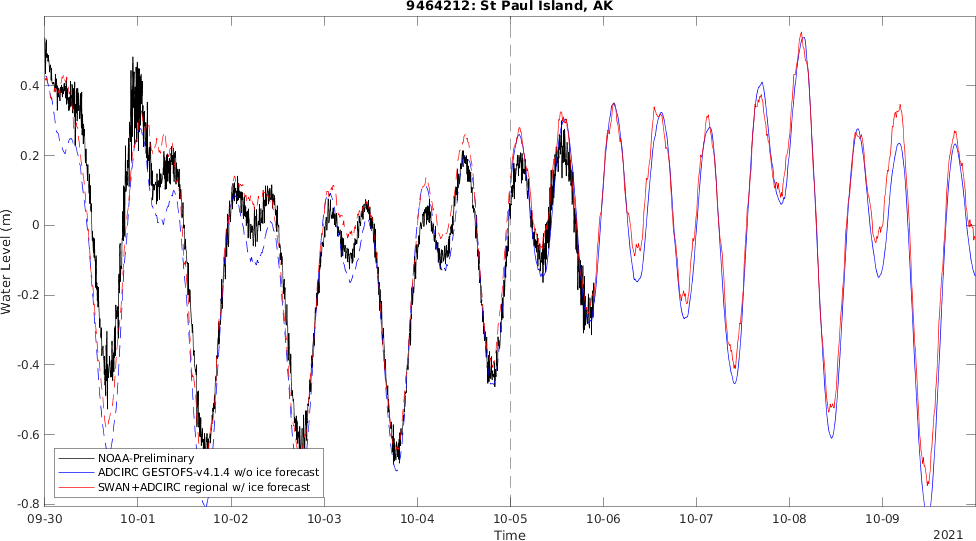 9464212: St Paul Island, AK
Water Level (m)
0.4
0.2
0
-0.2
-0.4
-0.6
-0.8
NOAA-Preliminary
ADCIRC GESTOFS-v4.1.4 w/o ice forecast
SWAN+ADCIRC regional w/ ice forecast
09-30 10-01 10-02 10-03 10-04 10-05 10-06 10-07 10-08 10-09
Time
2021